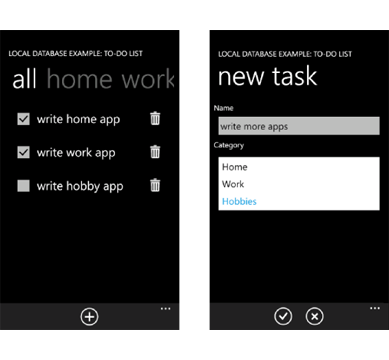 LOCAL DATABASE EXAMPLE: TO-DO LIST
all home work
write home app
write work app
write hobby app
LOCAL DATABASE EXAMPLE: TO-DO LIST
new task
Name
write more apps
Category
Home
Work
Hobbies